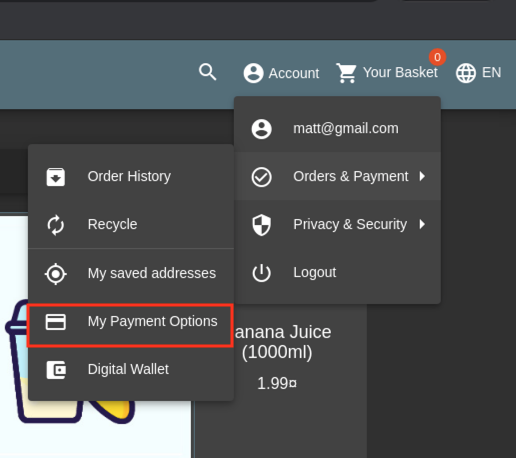 0
Account
Your Basket
EN
matt@gmail.com
Orders & Payment
Privacy & Security
Logout
Order History
Recycle
My saved addresses
My Payment Options
Digital Wallet
anana Juice
(1000ml)
1.99¤